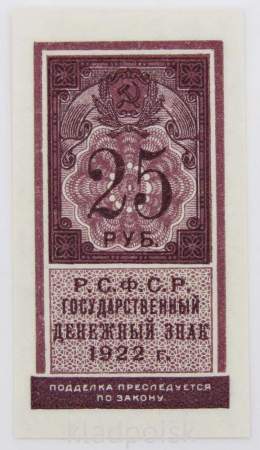 25
РУБ.
Р.С.Ф.С.Р.
ГОСУДАРСТВЕННЫЙ
ДЕНЕЖНЫЙ ЗНАК
1922 г.
ПОДДЕЛКА ПРЕСЛЕДУЕТСЯ
ПО ЗАКОНУ.